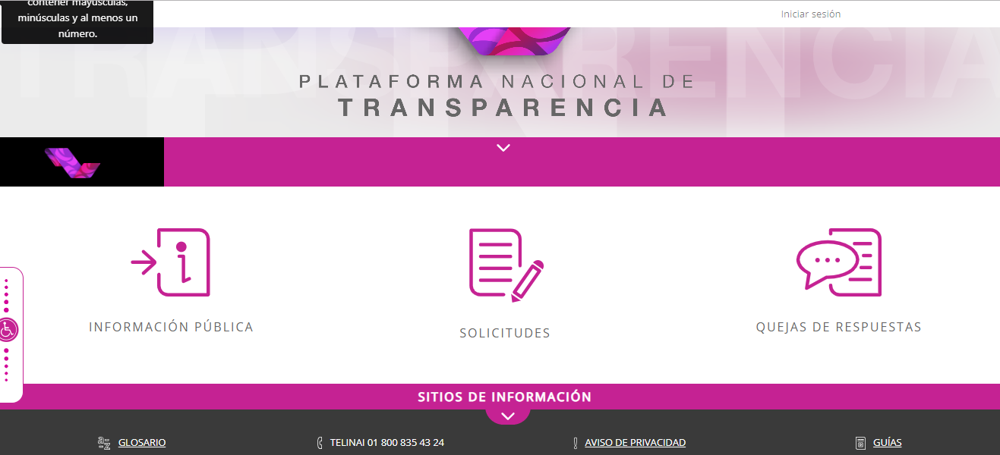 contener mayúsculas,
minúsculas y al menos un
número.
Iniciar sesión
TRANSPARENCIA
PLATAFORMA NACIONAL DE
TRANSPARENCIA
INFORMACIÓN PÚBLICA
SOLICITUDES
QUEJAS DE RESPUESTAS
SITIOS DE INFORMACIÓN
GLOSARIO
TELINAI 01 800 835 43 24
AVISO DE PRIVACIDAD
GUÍAS